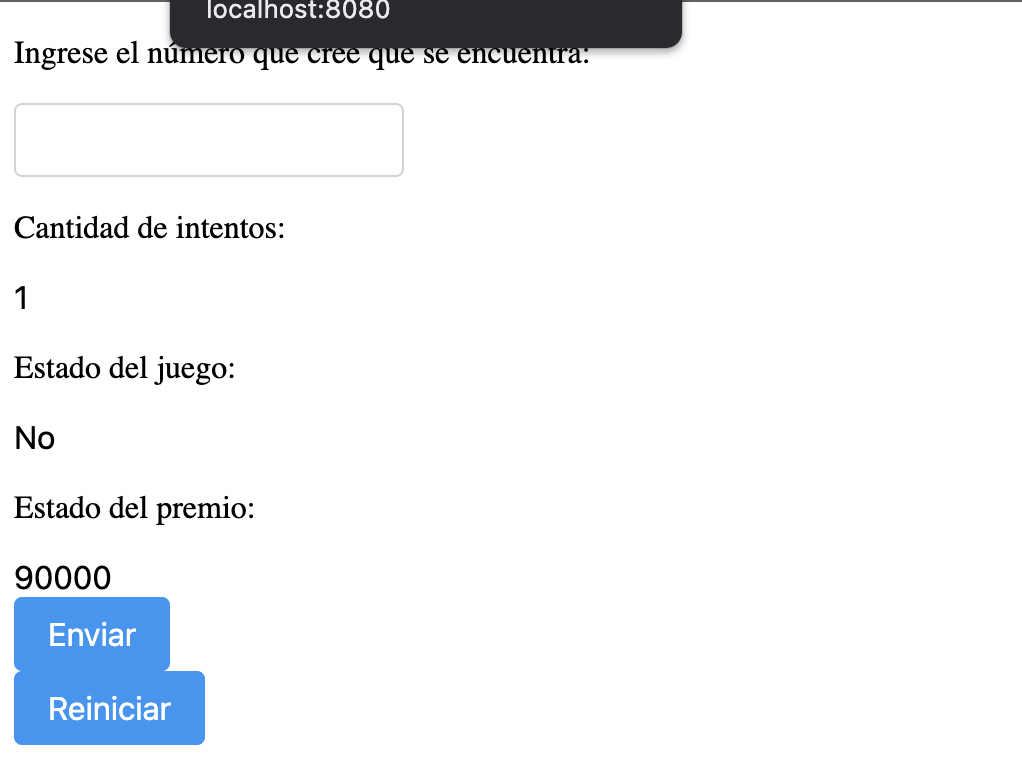 localhost:8080
Ingrese el número que cree que se encuentra:
Cantidad de intentos:
1
Estado del juego:
No
Estado del premio:
90000
Enviar
Reiniciar